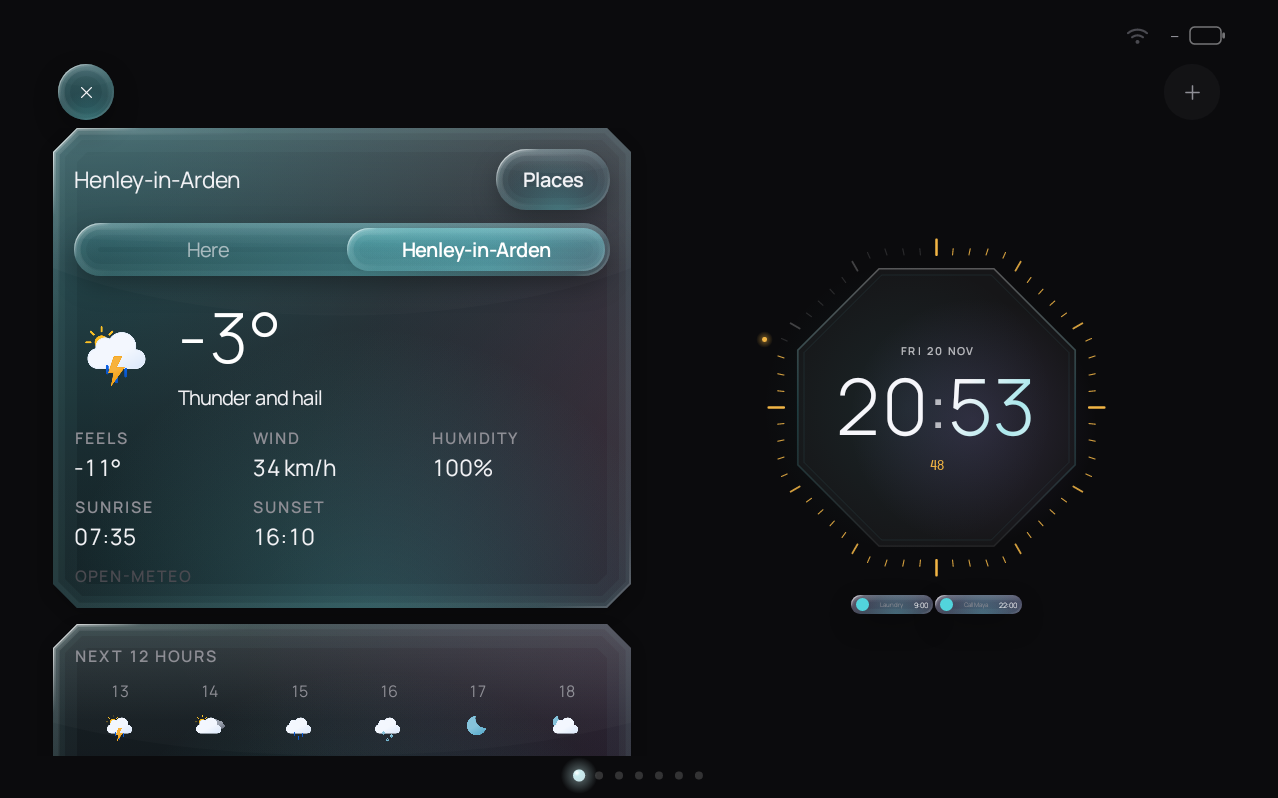 Henley-in-Arden
Places
Here
Henley-in-Arden
-3°
Thunder and hail
FEELS
WIND
HUMIDITY
-11°
34 km/h
100%
SUNRISE
SUNSET
07:35
16:10
OPEN-METEO
NEXT 12 HOURS
13 14 15 16 17 18
FRI 20 NOV
20:53
48
Laundry 9:00
22:00